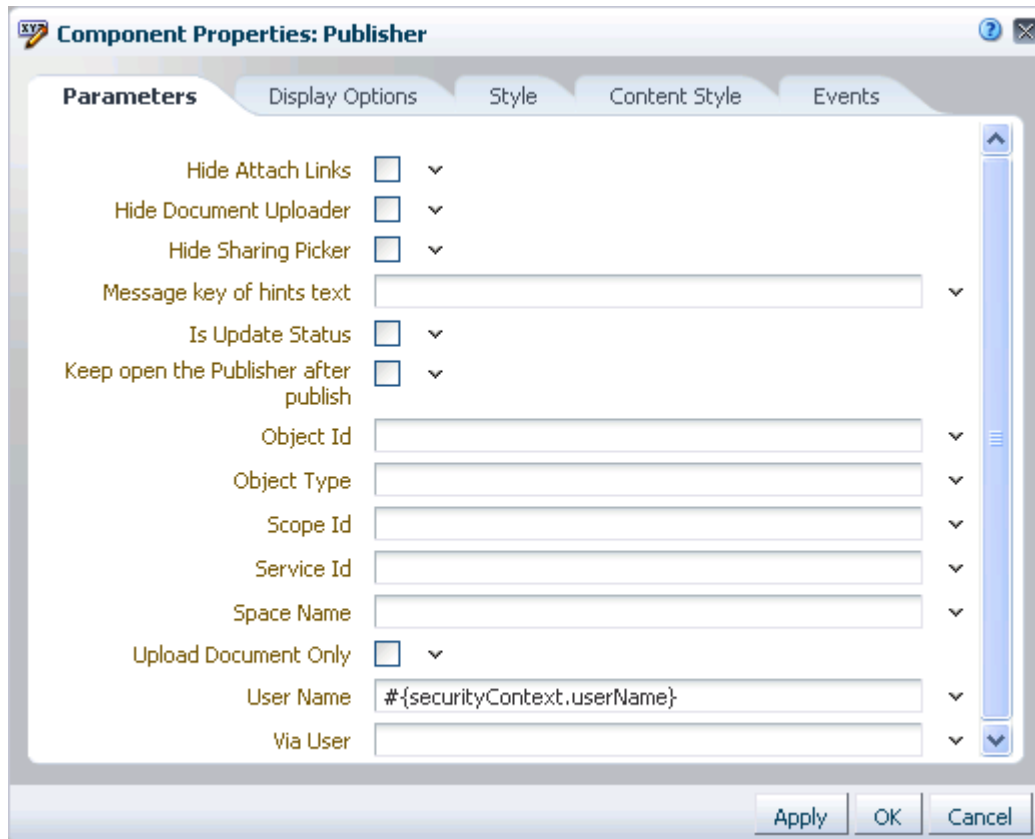 XYZ
Component Properties: Publisher
?
Parameters Display Options Style Content Style Events
Hide Attach Links
Hide Document Uploader
Hide Sharing Picker
Message key of hints text
Is Update Status
Keep open the Publisher after
publish
Object Id
Object Type
Scope Id
Service Id
Space Name
Upload Document Only
User Name #{securityContext.userName}
Via User
Apply OK Cancel